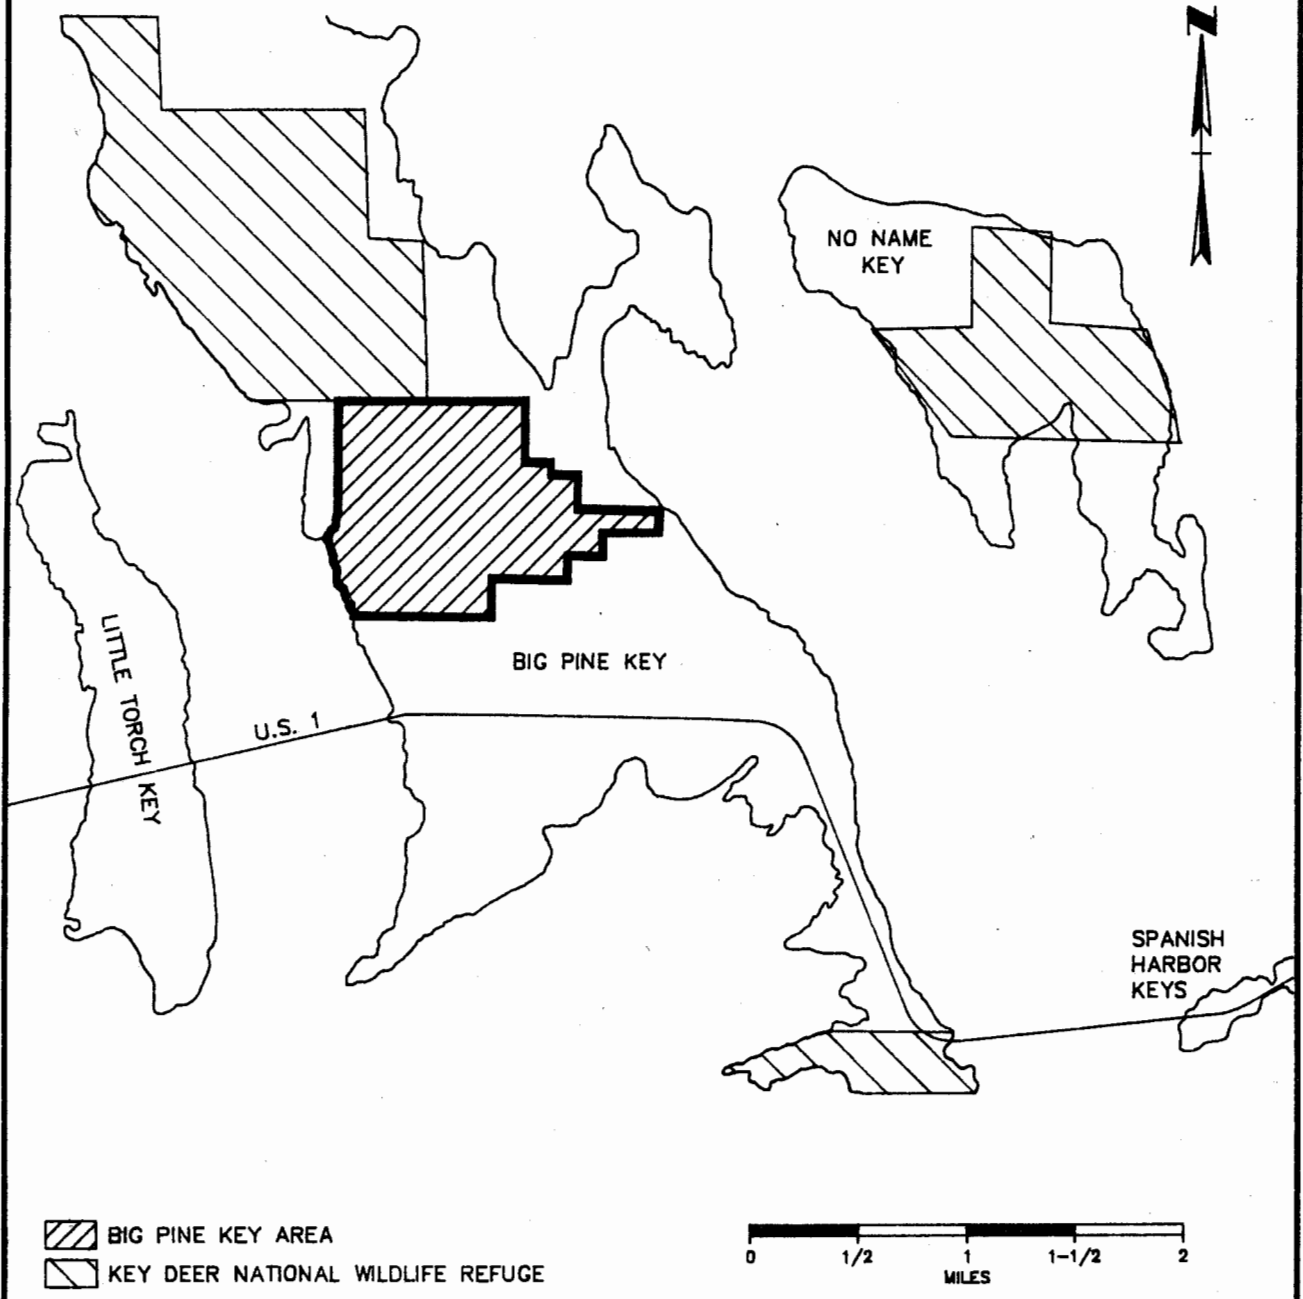 N
NO NAME
KEY
LITTLE TORCH KEY
BIG PINE KEY
U.S. 1
SPANISH
HARBOR
KEYS
BIG PINE KEY AREA
KEY DEER NATIONAL WILDLIFE REFUGE
0 1/2 1 1-1/2 2
MILES